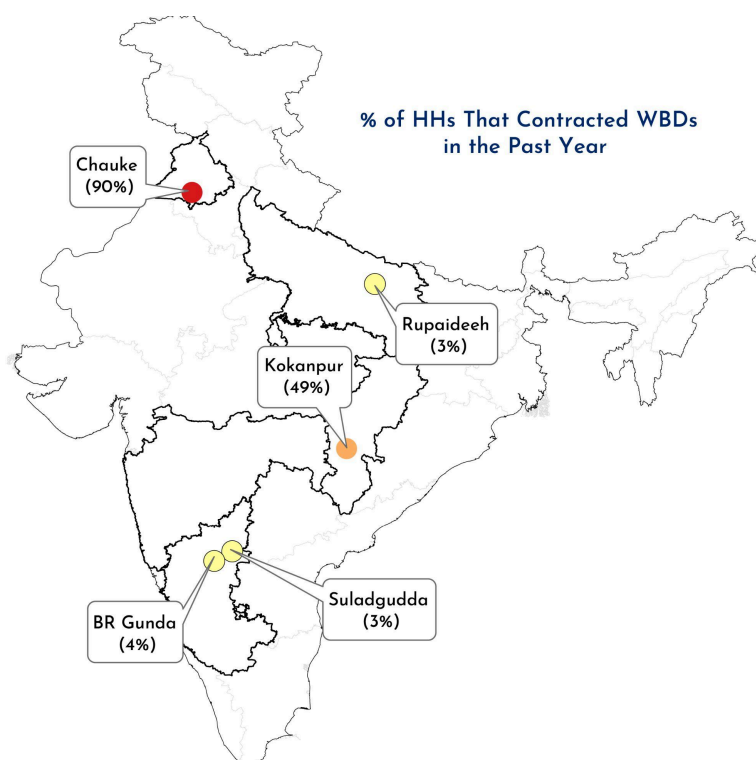 % of HHs That Contracted WBDs
in the Past Year
Chauke
(90%)
Rupaideeh
(3%)
Kokanpur
(49%)
Suladgudda
(3%)
BR Gunda
(4%)